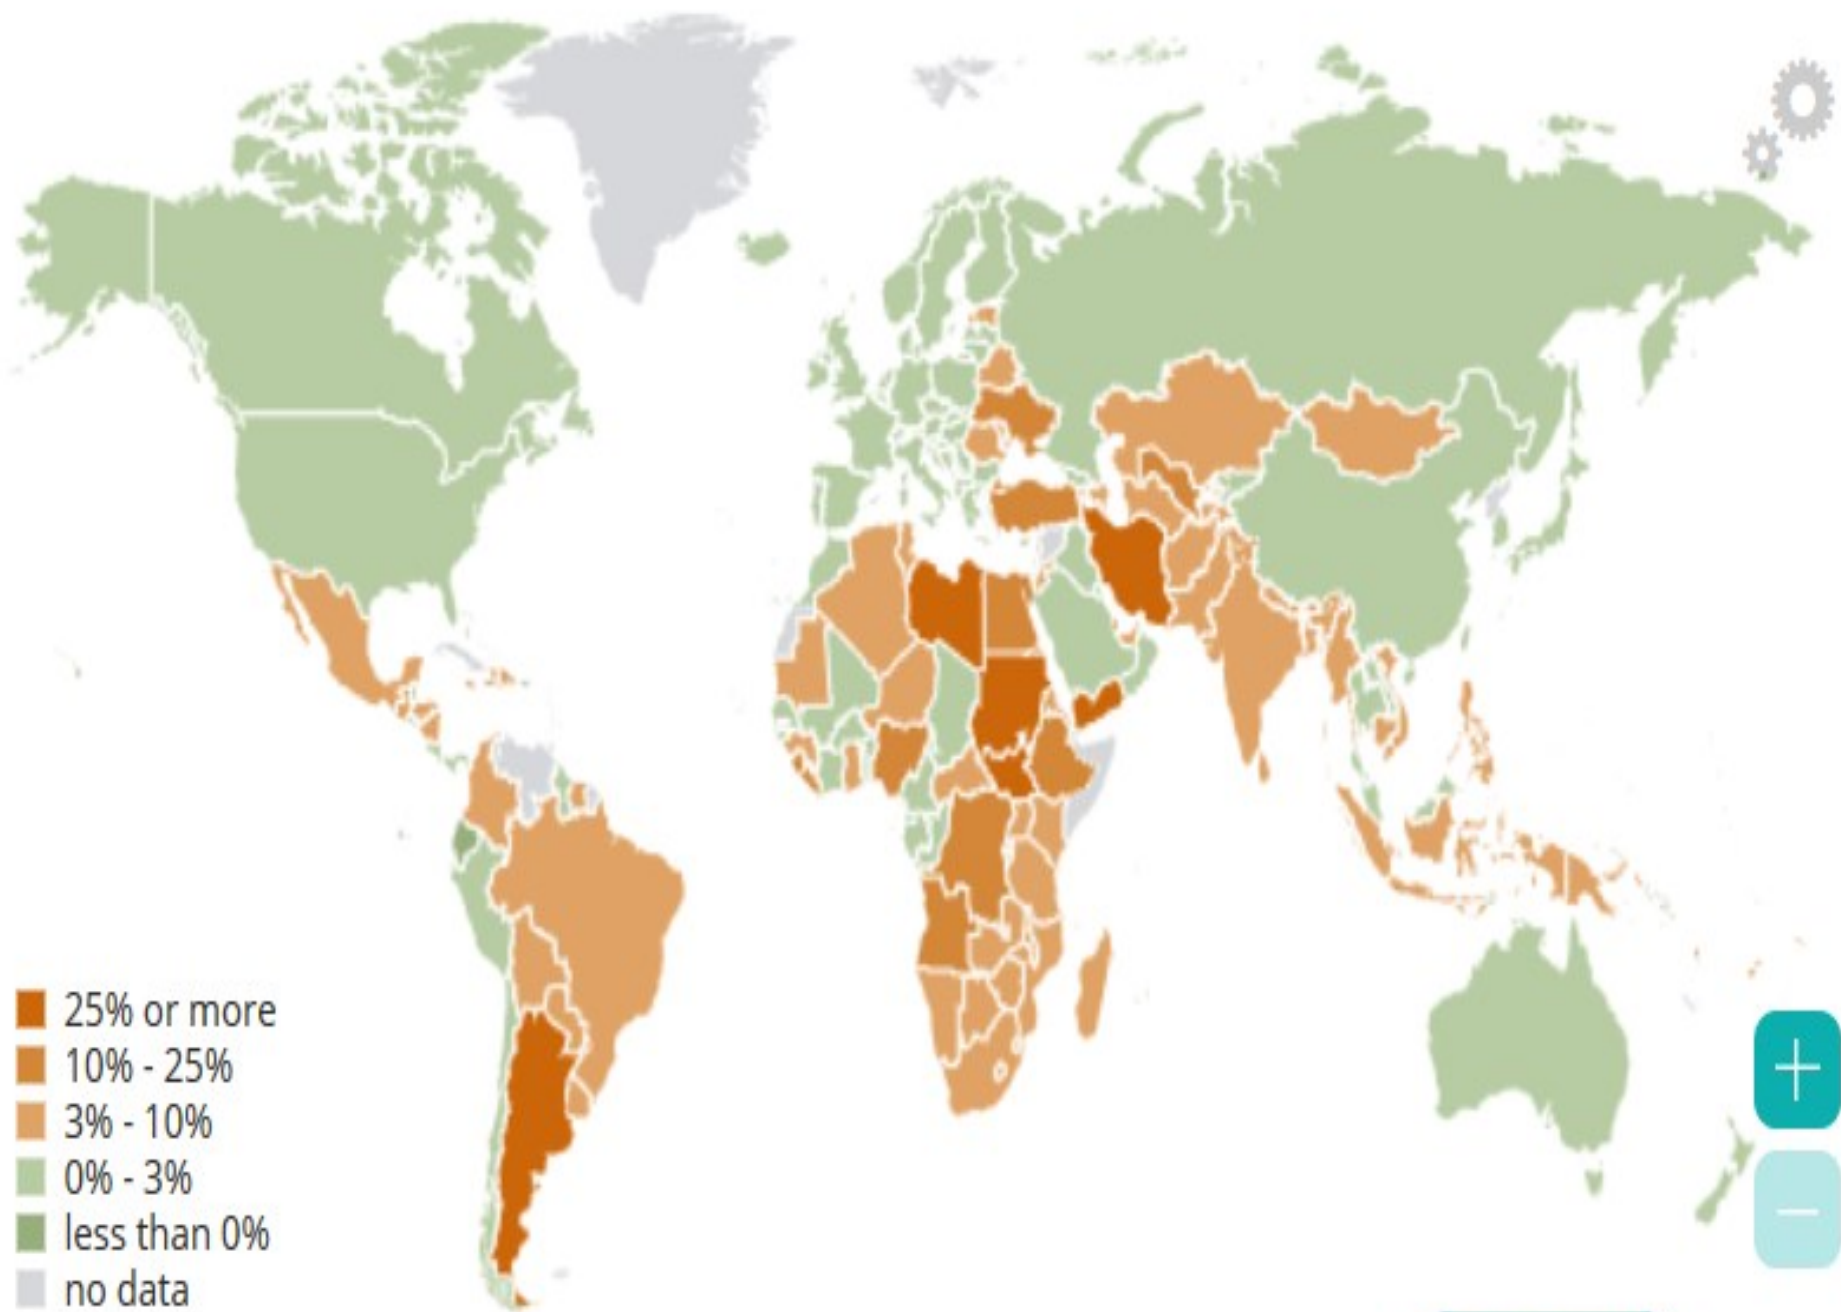 25% or more
10% - 25%
3% - 10%
0% - 3%
less than 0%
no data